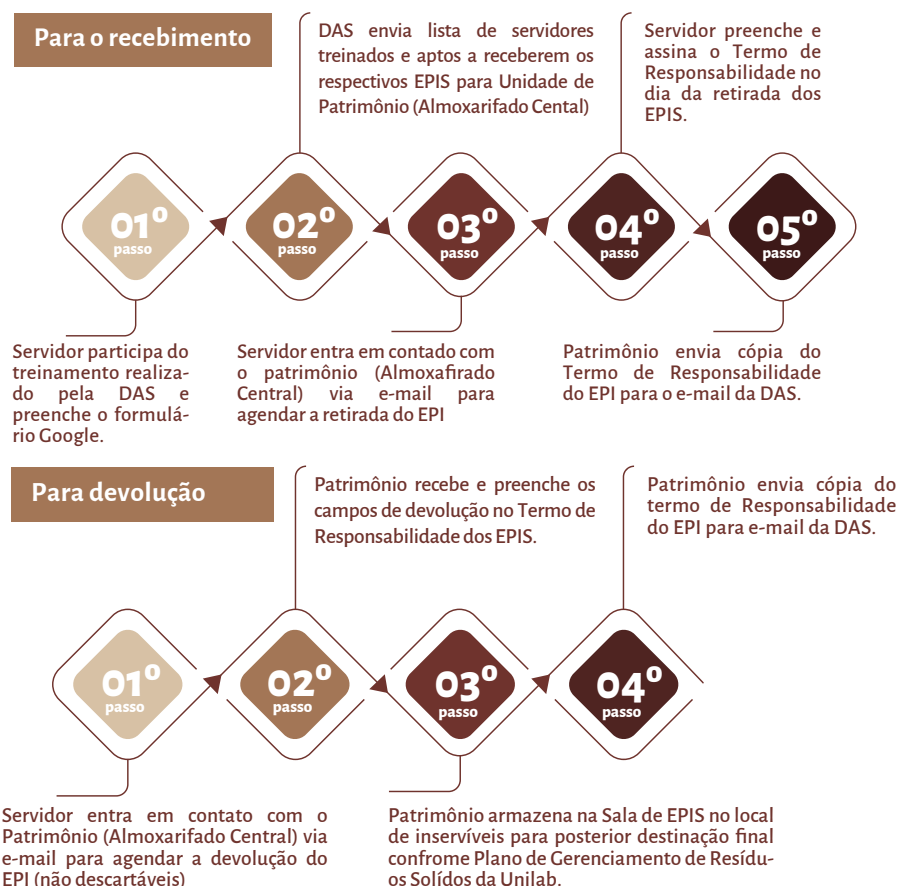 Para o recebimento
DAS envia lista de servidores
treinados e aptos a receberem os
respectivos EPIS para Unidade de
Patrimônio (Almoxarifado Cental)
Servidor preenche e
assina o Termo de
Responsabilidade no
dia da retirada dos
EPIS.
01º
passo
02º
passo
03º
passo
04º
passo
05º
passo
Servidor participa do
treinamento realiza-
do pela DAS e
preenche o formulá-
rio Google.
Servidor entra em contado com
o patrimônio (Almoxafirado
Central) via e-mail para
agendar a retirada do EPI
Patrimônio envia cópia do
Termo de Responsabilidade
do EPI para o e-mail da DAS.
Para devolução
Patrimônio recebe e preenche os
campos de devolução no Termo de
Responsabilidade dos EPIS.
Patrimônio envia cópia do
termo de Responsabilidade
do EPI para e-mail da DAS.
01º
passo
02º
passo
03º
passo
04º
passo
Servidor entra em contato com o
Patrimônio (Almoxarifado Central) via
e-mail para agendar a devolução do
EPI (não descartáveis)
Patrimônio armazena na Sala de EPIS no local
de inservíveis para posterior destinação final
confrome Plano de Gerenciamento de Resídu-
os Solídos da Unilab.